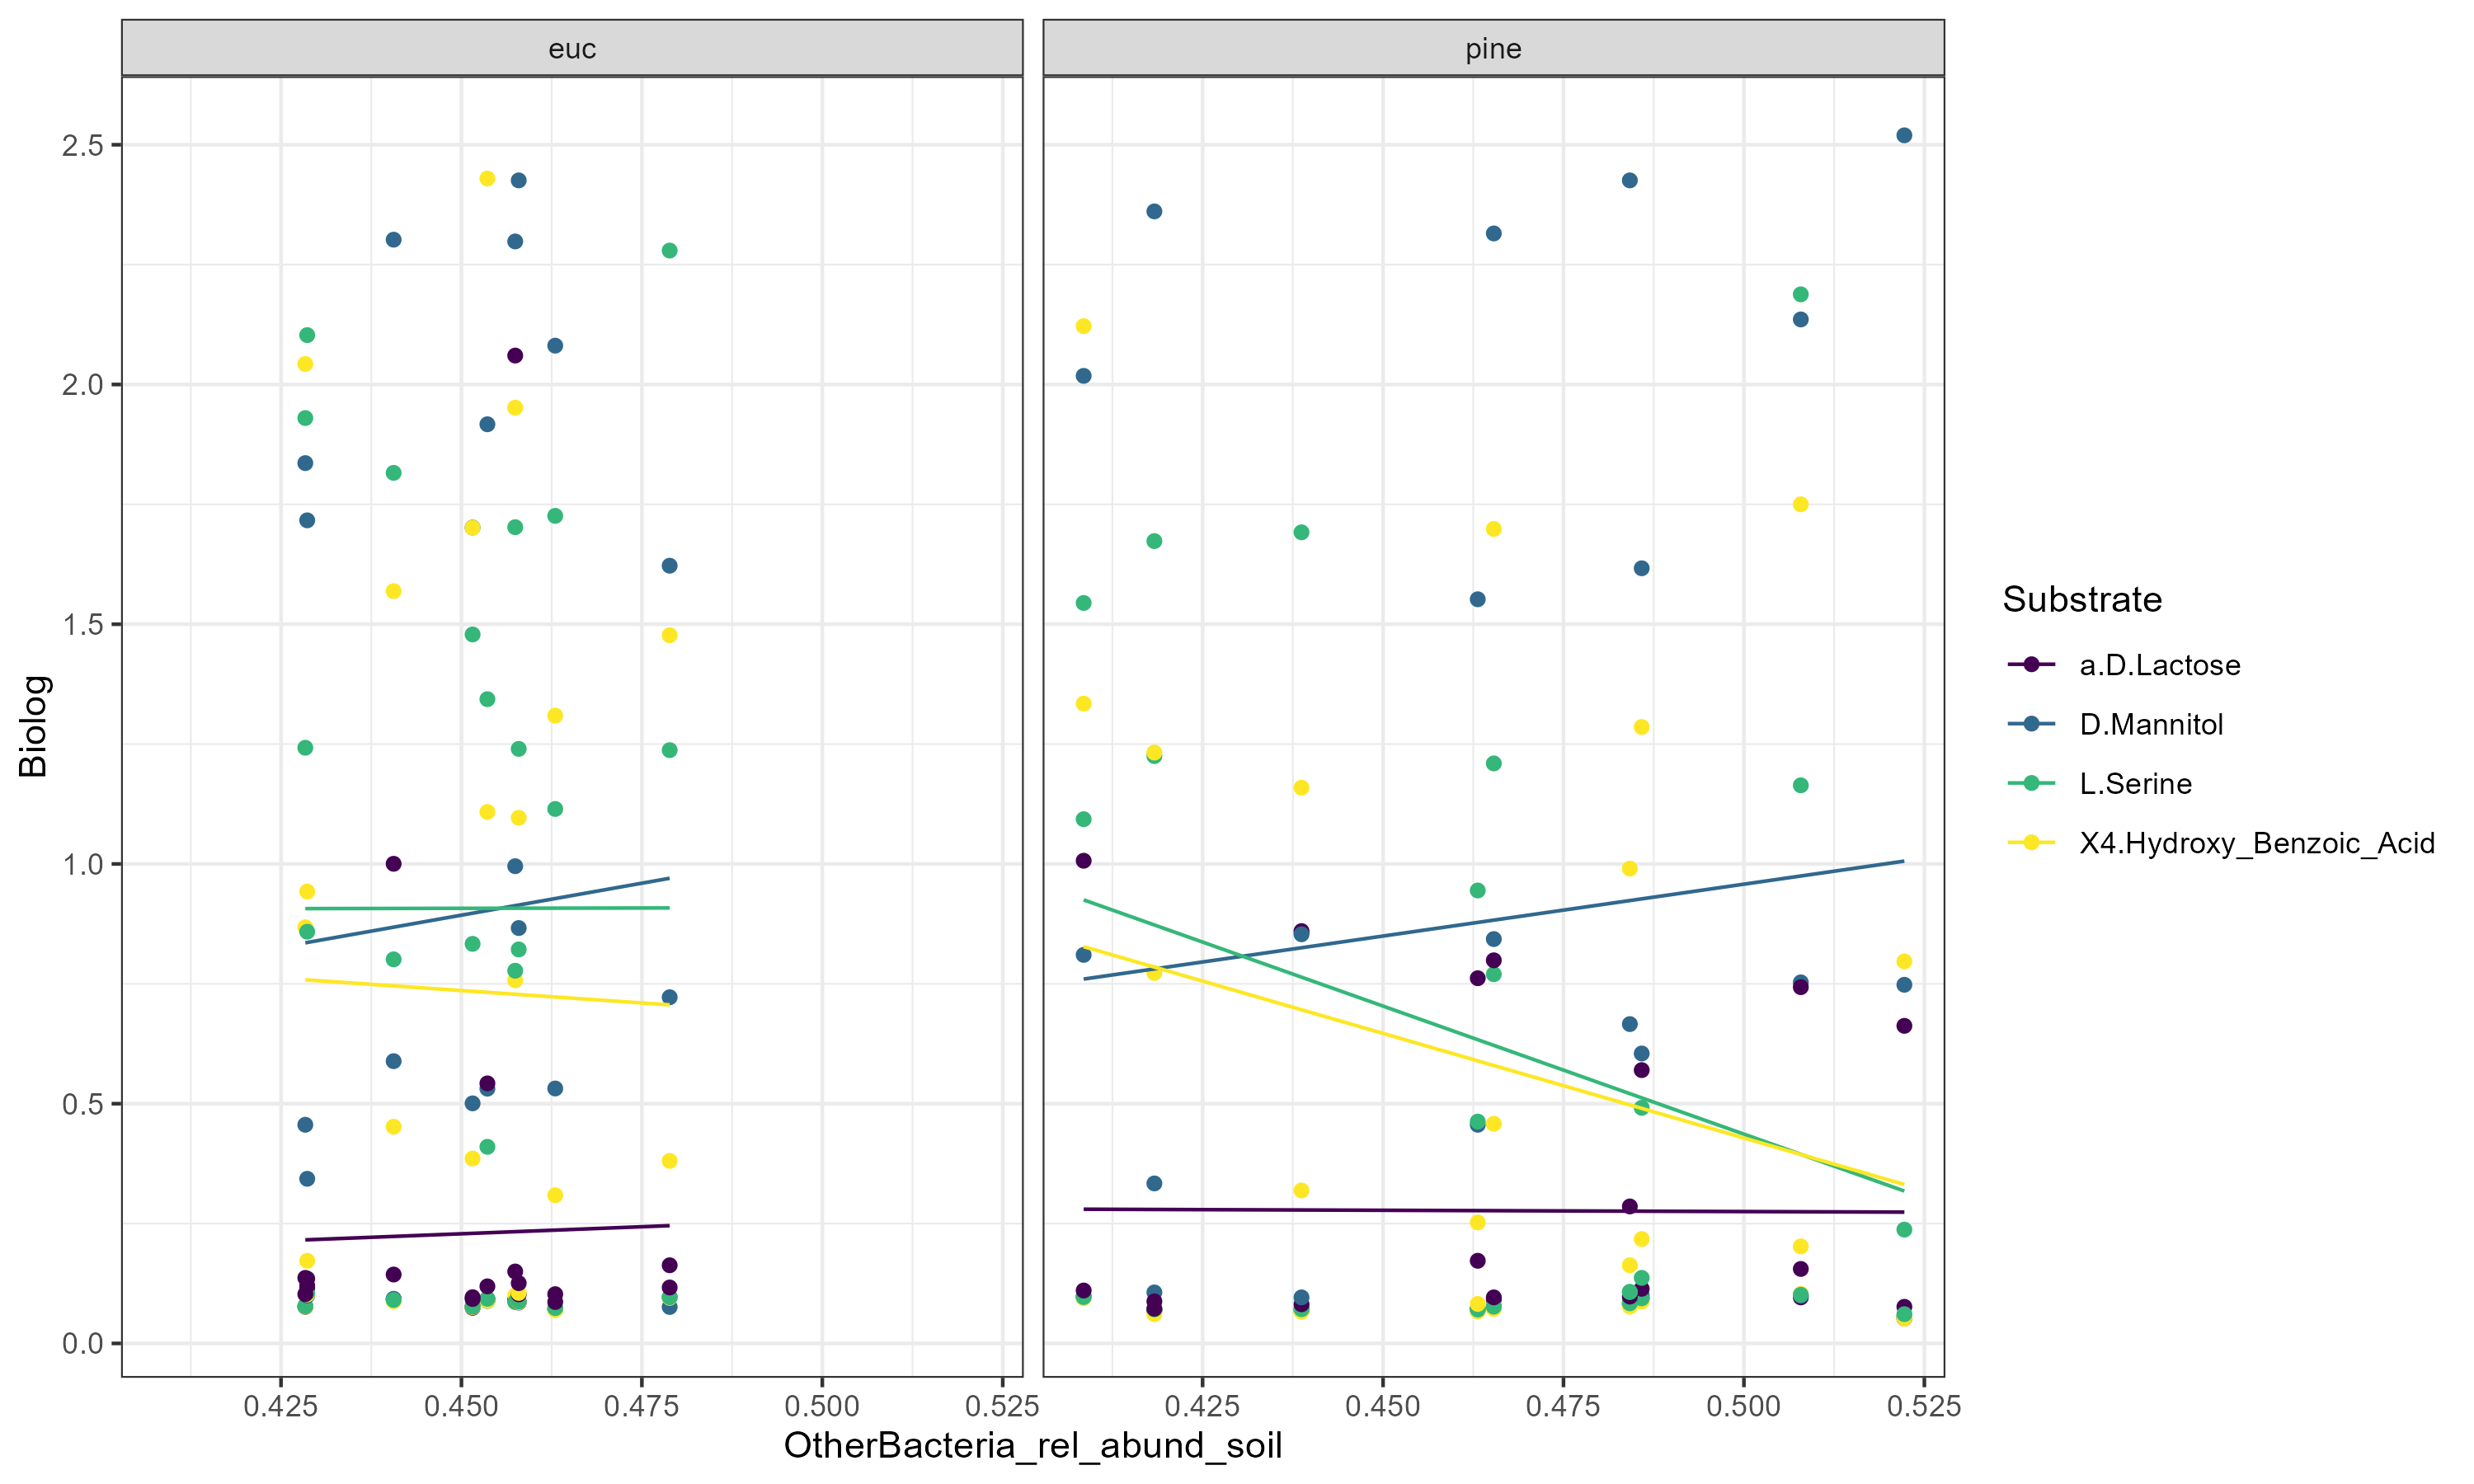 euc
pine
2.5
2.0
1.5
1.0
0.5
0.0
Biolog
0.425
0.450
0.475
0.500
0.525
0.425
0.450
0.475
0.500
0.525
OtherBacteria_rel_abund_soil
Substrate
a.D.Lactose
D.Mannitol
L.Serine
X4.Hydroxy_Benzoic_Acid